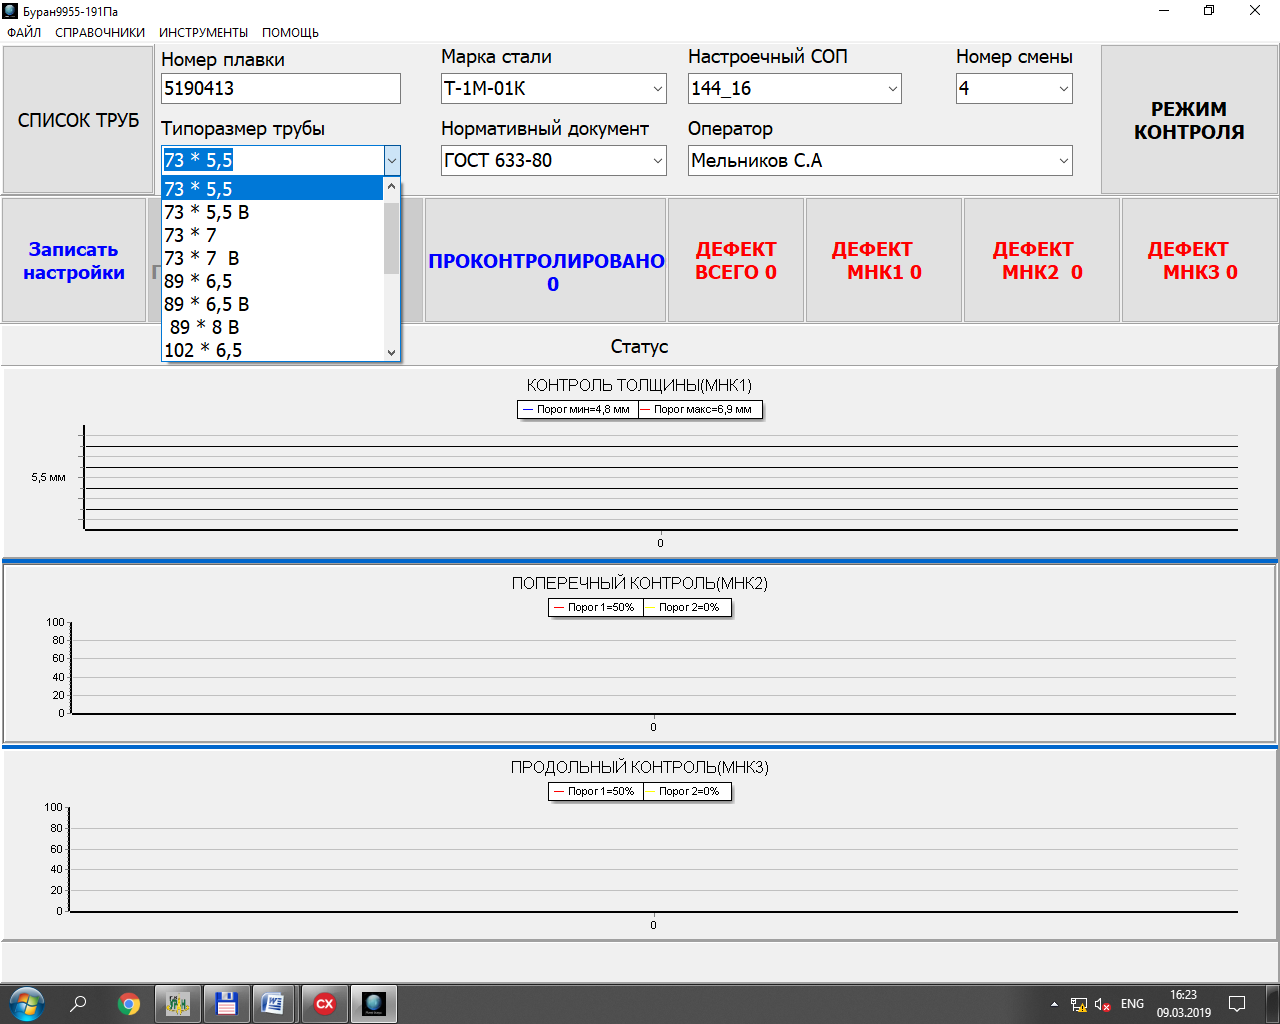 Буран9955-191Па
ФАЙЛ СПРАВОЧНИКИ ИНСТРУМЕНТЫ ПОМОЩЬ
СПИСОК ТРУБ
Номер плавки
5190413
Марка стали
Т-1М-01К
Настроечный СОП
144_16
Номер смены
4
РЕЖИМ
КОНТРОЛЯ
Типоразмер трубы
73 * 5,5
Нормативный документ
ГОСТ 633-80
Оператор
Мельников С.А
73 * 5,5
73 * 5,5 В
73 * 7
73 * 7 В
89 * 6,5
89 * 6,5 В
89 * 8 В
102 * 6,5
Записать
настройки
ПРОКОНТРОЛИРОВАНО
0
ДЕФЕКТ
ВСЕГО 0
ДЕФЕКТ
МНК1 0
ДЕФЕКТ
МНК2 0
ДЕФЕКТ
МНК3 0
Статус
КОНТРОЛЬ ТОЛЩИНЫ(МНК1)
Порог мин=4,8 мм Порог макс=6,9 мм
5,5 мм
0
ПОПЕРЕЧНЫЙ КОНТРОЛЬ(МНК2)
Порог 1=50% Порог 2=0%
100
80
60
40
20
0
0
ПРОДОЛЬНЫЙ КОНТРОЛЬ(МНК3)
Порог 1=50% Порог 2=0%
100
80
60
40
20
0
0
CX
ENG
16:23
09.03.2019